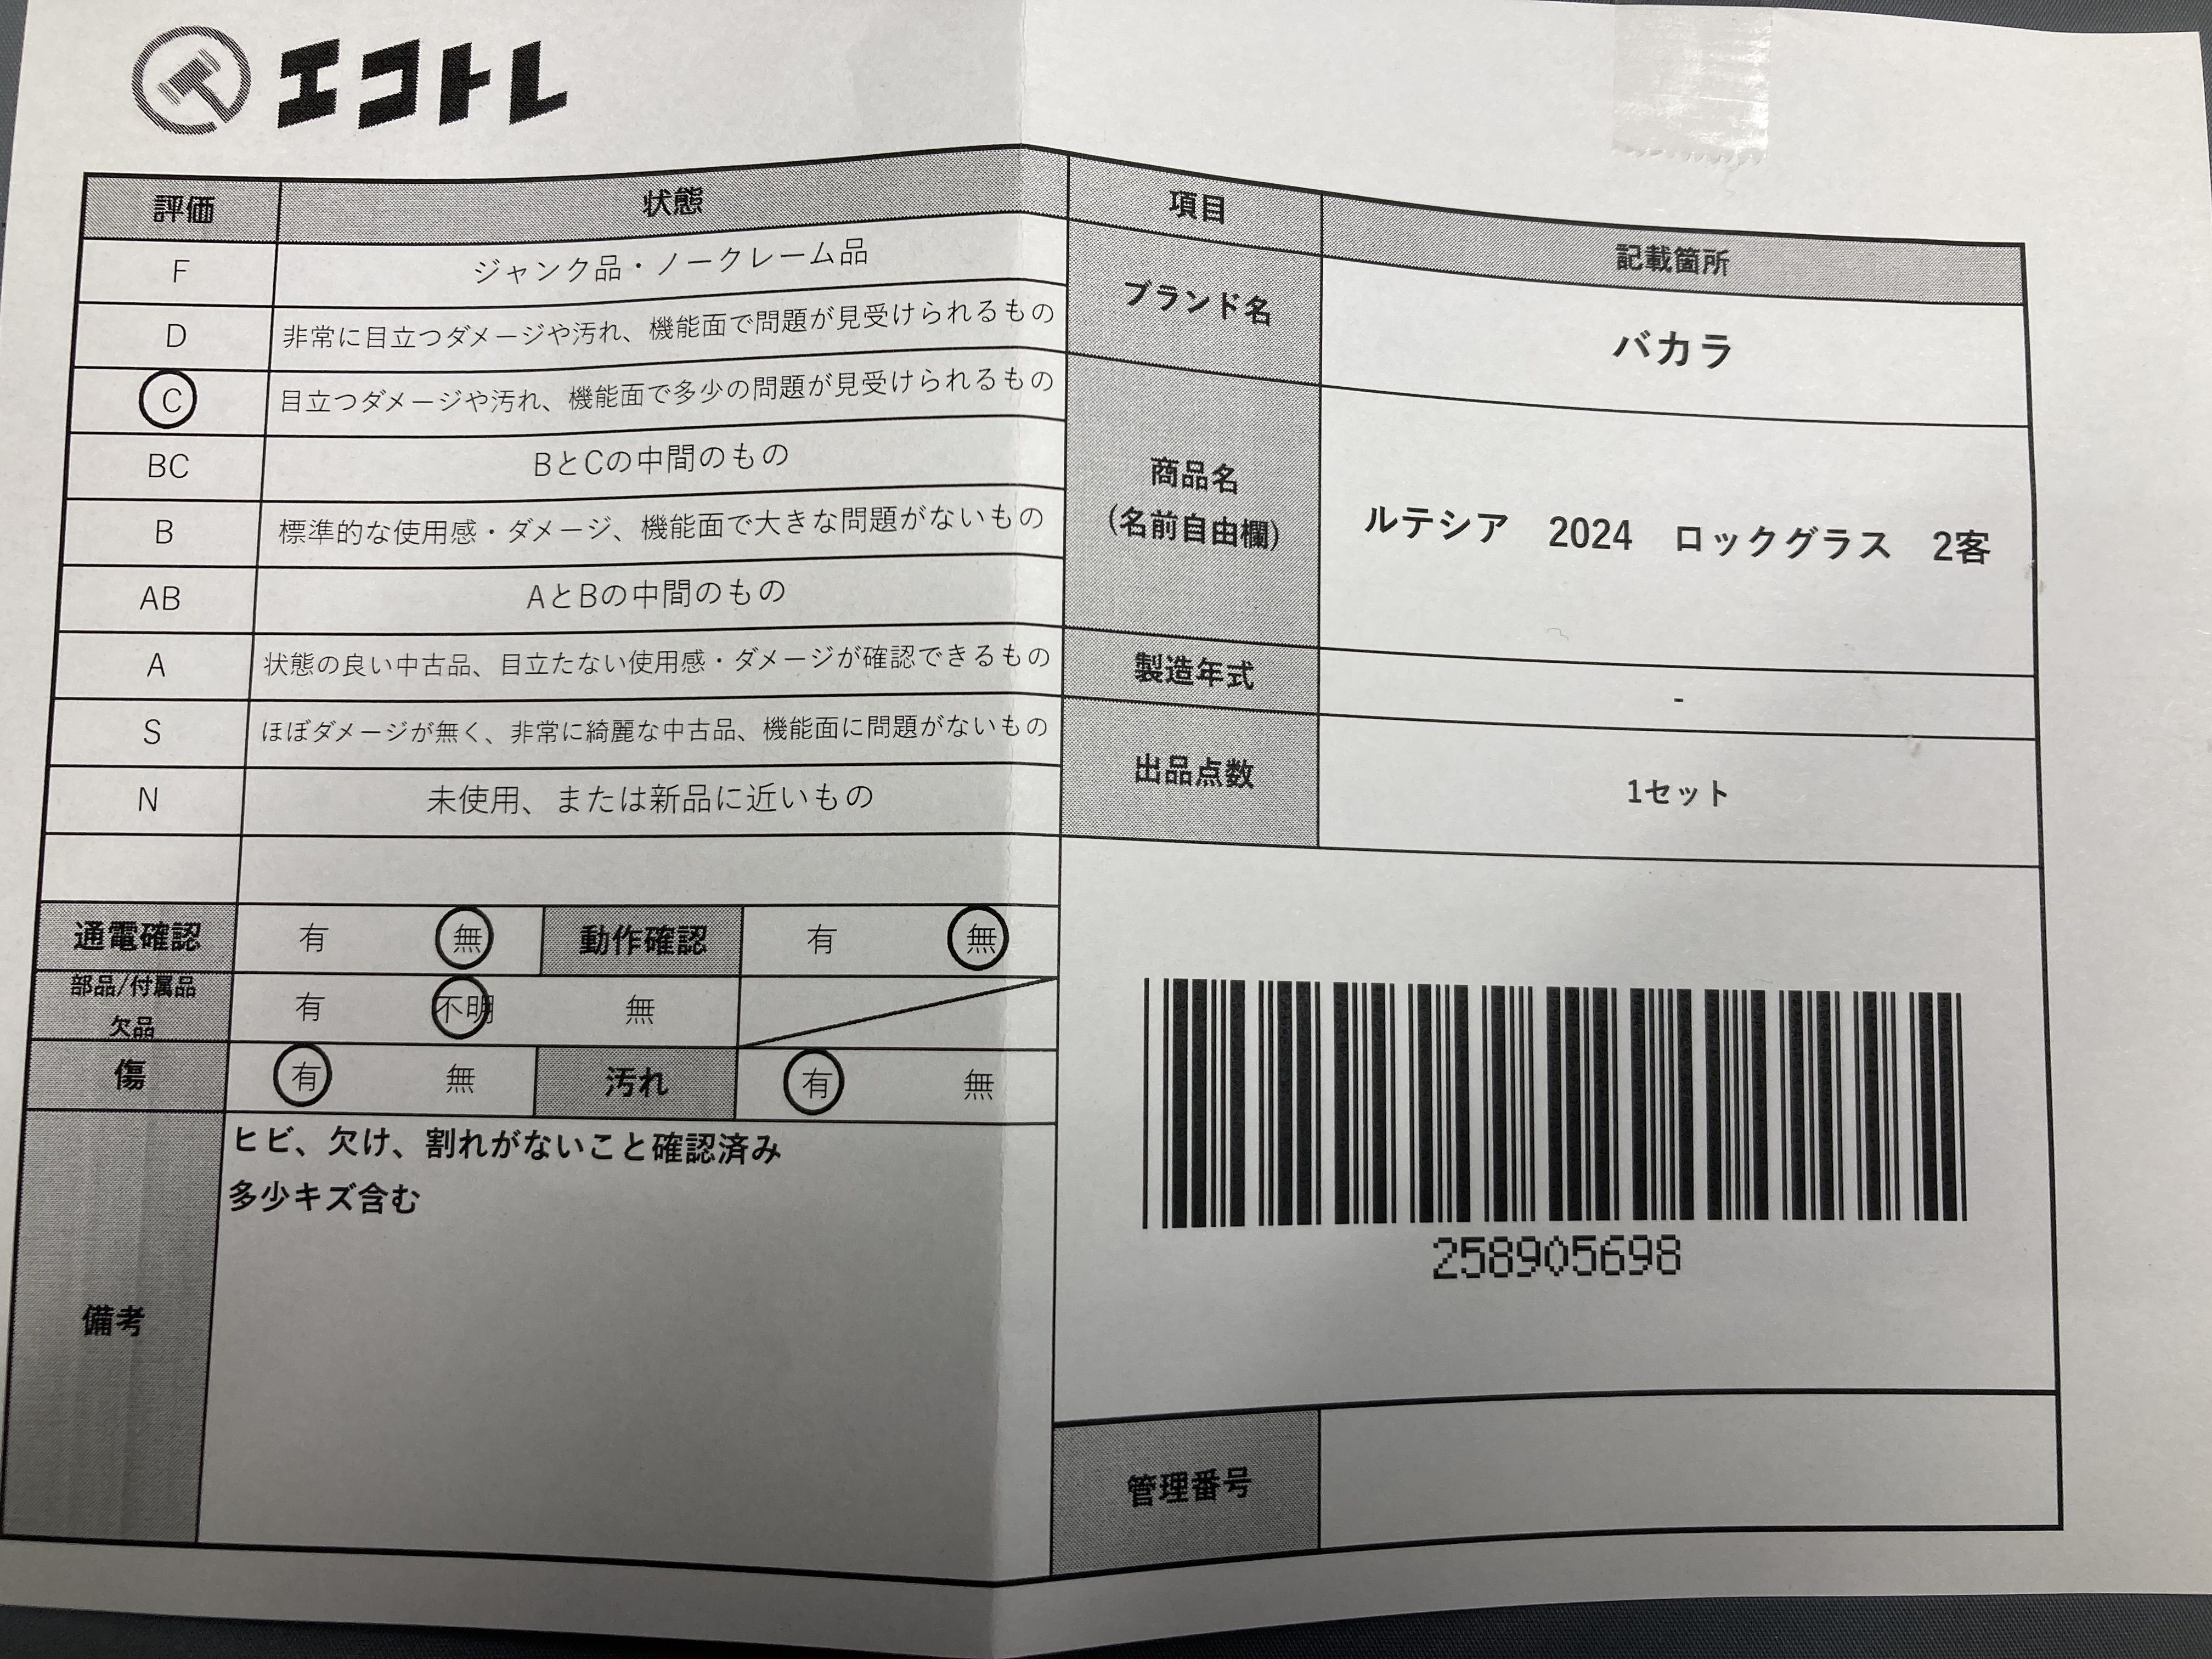 エコトレ
評価 状態
F ジャンク品・ノークレーム品
D 非常に目立つダメージや汚れ、機能面で問題が見受けられるもの
C 目立つダメージや汚れ、機能面で多少の問題が見受けられるもの
BC BとCの中間のもの
B 標準的な使用感・ダメージ、機能面で大きな問題がないもの
AB AとBの中間のもの
A 状態の良い中古品、目立たない使用感・ダメージが確認できるもの
S ほぼダメージが無く、非常に綺麗な中古品、機能面に問題がないもの
N 未使用、または新品に近いもの
通電確認 有 無 動作確認 有 無
部品/付属品
欠品 有 不明 無
傷 有 無 汚れ 有 無
備考
ヒビ、欠け、割れがないこと確認済み
多少キズ含む
項目 記載箇所
ブランド名 バカラ
商品名
(名前自由欄) ルテシア 2024 ロックグラス 2客
製造年式 -
出品点数 1セット
258905698
管理番号